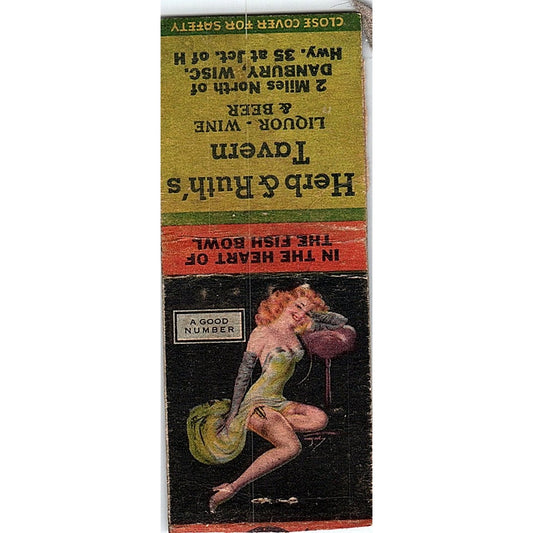 Herb & Ruth's
Tavern
LIQUOR - WINE
& BEER
2 Miles North of
DANBURY, WISC.
Hwy. 35 at Jct. of H
CLOSE COVER FOR SAFETY
IN THE HEART OF
THE FISH BOWL
A GOOD
NUMBER